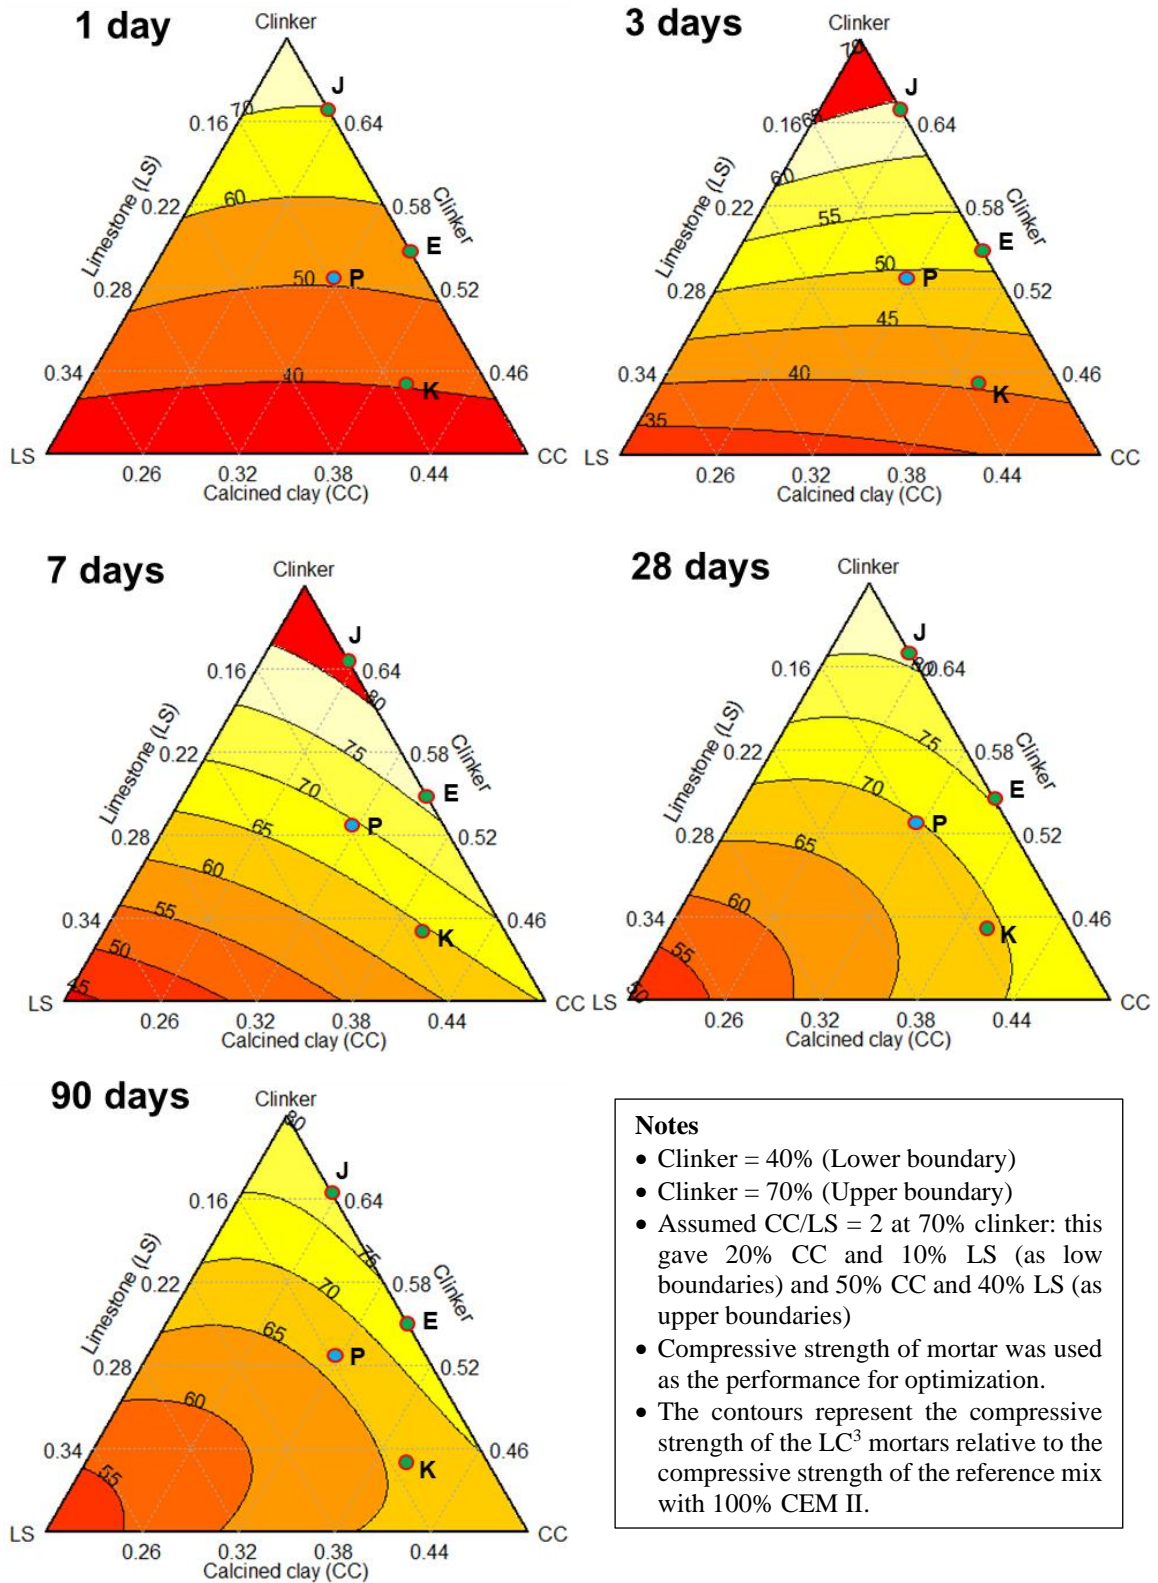 1 day
Clinker
J
70
0.16
0.64
Limestone (LS)
Clinker
60
0.22
0.58
E
50
P
0.28
0.52
0.34
40
0.46
K
LS
CC
0.26
0.32
0.38
0.44
Calcined clay (CC)
3 days
Clinker
70
J
65
0.16
0.64
Limestone (LS)
Clinker
60
0.22
55
0.58
E
50
P
0.28
0.52
45
0.34
40
0.46
K
35
LS
CC
0.26
0.32
0.38
0.44
Calcined clay (CC)
7 days
Clinker
J
0.16
0.64
80
Limestone (LS)
Clinker
0.22
75
0.58
70
E
65
P
0.28
0.52
60
0.34
55
0.46
50
K
45
LS
CC
0.26
0.32
0.38
0.44
Calcined clay (CC)
28 days
Clinker
J
0.16
80
0.64
Limestone (LS)
Clinker
0.22
75
0.58
70
E
P
0.28
65
0.52
60
0.34
0.46
K
55
50
LS
CC
0.26
0.32
0.38
0.44
Calcined clay (CC)
90 days
Clinker
80
J
0.16
0.64
Limestone (LS)
Clinker
75
0.22
70
0.58
65
E
P
0.28
0.52
60
0.34
0.46
55
K
LS
CC
0.26
0.32
0.38
0.44
Calcined clay (CC)
Notes
• Clinker = 40% (Lower boundary)
• Clinker = 70% (Upper boundary)
• Assumed CC/LS = 2 at 70% clinker: this
gave 20% CC and 10% LS (as low
boundaries) and 50% CC and 40% LS (as
upper boundaries)
• Compressive strength of mortar was used
as the performance for optimization.
• The contours represent the compressive
strength of the LC³ mortars relative to the
compressive strength of the reference mix
with 100% CEM II.